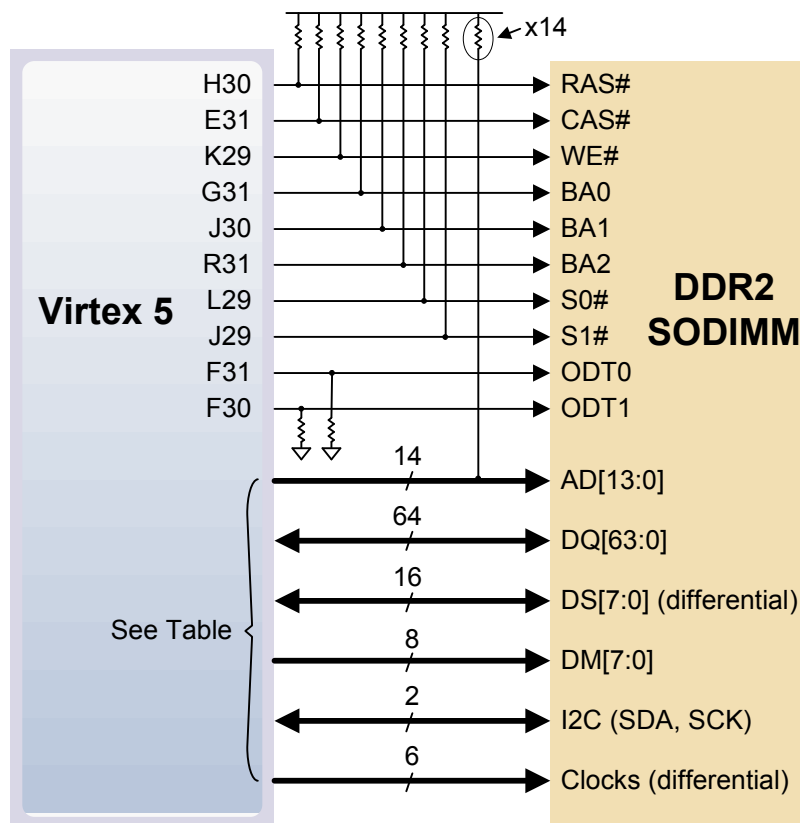 x14
H30 RAS#
E31 CAS#
K29 WE#
G31 BA0
J30 BA1
R31 BA2
L29 S0#
J29 S1#
F31 ODT0
F30 ODT1
Virtex 5
DDR2
SODIMM
14 AD[13:0]
64 DQ[63:0]
16 DS[7:0] (differential)
See Table
8 DM[7:0]
2 I2C (SDA, SCK)
6 Clocks (differential)